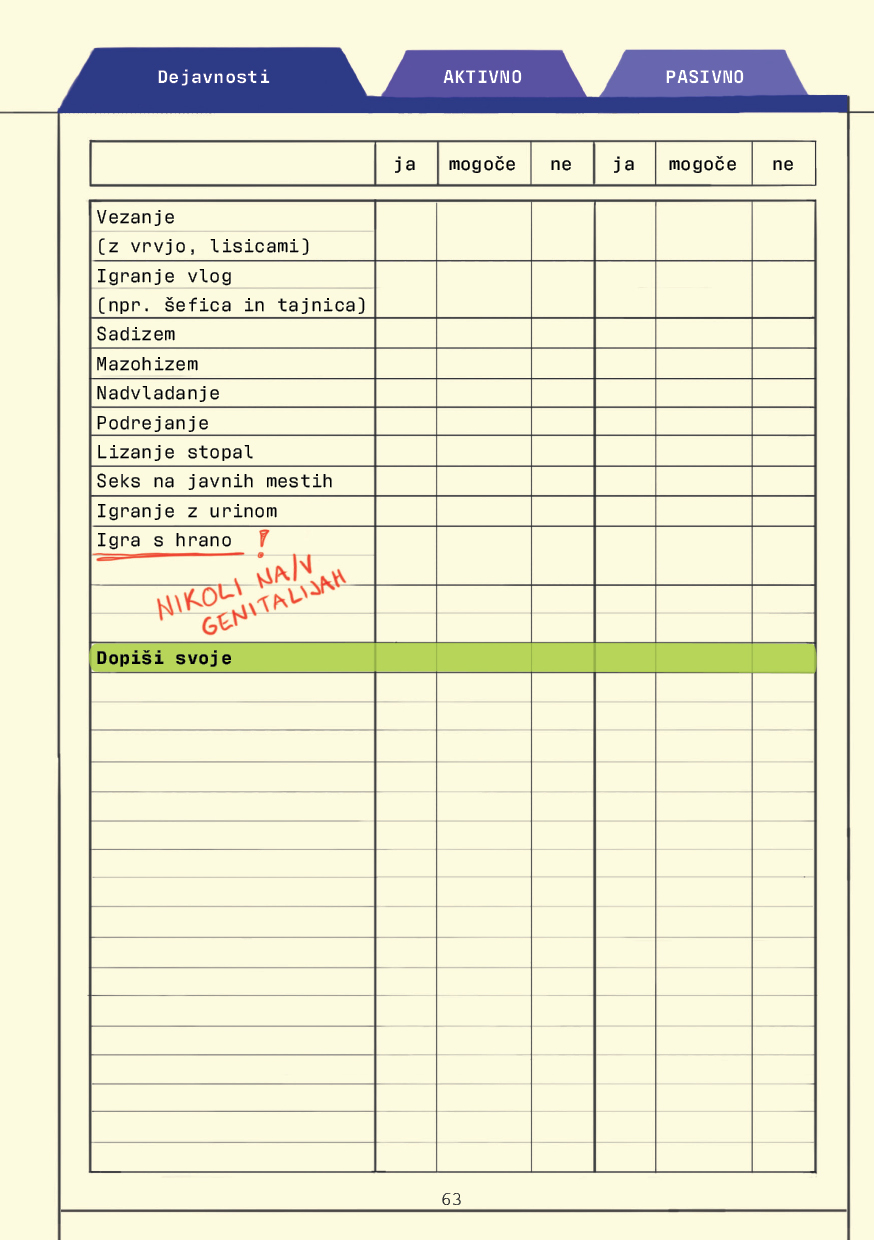 Dejavnosti AKTIVNO PASIVNO
ja mogoče ne ja mogoče ne
Vezanje
(z vrvjo, lisicami)
Igranje vlog
(npr. šefica in tajnica)
Sadizem
Mazohizem
Nadvladanje
Podrejanje
Lizanje stopal
Seks na javnih mestih
Igranje z urinom
Igra s hrano !
NIKOLI NA/V
GENITALIJAH
Dopiši svoje
63